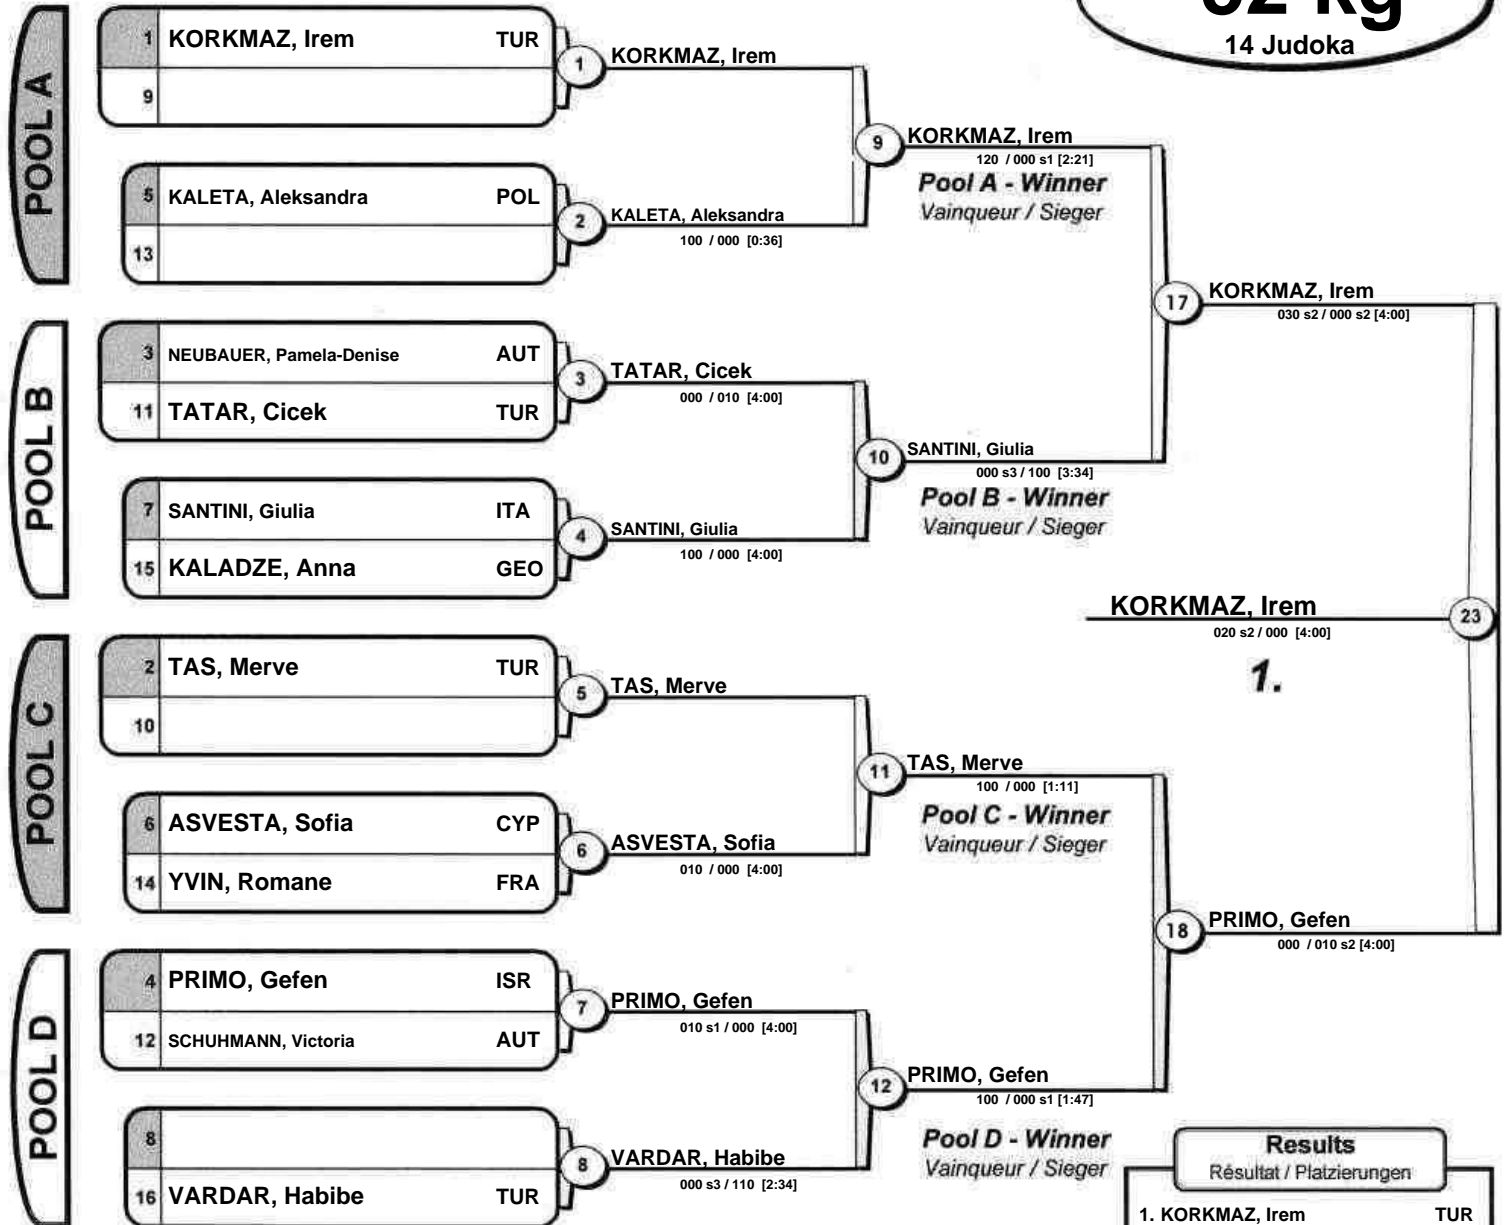 52 kg
14 Judoka
POOL A
1 KORKMAZ, Irem TUR
9
1 KORKMAZ, Irem
5 KALETA, Aleksandra POL
13
2 KALETA, Aleksandra
100 / 000 [0:36]
9 KORKMAZ, Irem
120 / 000 s1 [2:21]
Pool A - Winner
Vainqueur / Sieger
17 KORKMAZ, Irem
030 s2 / 000 s2 [4:00]
POOL B
3 NEUBAUER, Pamela-Denise AUT
11 TATAR, Cicek TUR
3 TATAR, Cicek
000 / 010 [4:00]
7 SANTINI, Giulia ITA
15 KALADZE, Anna GEO
4 SANTINI, Giulia
100 / 000 [4:00]
10 SANTINI, Giulia
000 s3 / 100 [3:34]
Pool B - Winner
Vainqueur / Sieger
KORKMAZ, Irem 23
020 s2 / 000 [4:00]
1.
POOL C
2 TAS, Merve TUR
10
5 TAS, Merve
6 ASVESTA, Sofia CYP
14 YVIN, Romane FRA
6 ASVESTA, Sofia
010 / 000 [4:00]
11 TAS, Merve
100 / 000 [1:11]
Pool C - Winner
Vainqueur / Sieger
18 PRIMO, Gefen
000 / 010 s2 [4:00]
POOL D
4 PRIMO, Gefen ISR
12 SCHUHMANN, Victoria AUT
7 PRIMO, Gefen
010 s1 / 000 [4:00]
8
16 VARDAR, Habibe TUR
8 VARDAR, Habibe
000 s3 / 110 [2:34]
12 PRIMO, Gefen
100 / 000 s1 [1:47]
Pool D - Winner
Vainqueur / Sieger
Results
Résultat / Platzierungen
1. KORKMAZ, Irem TUR